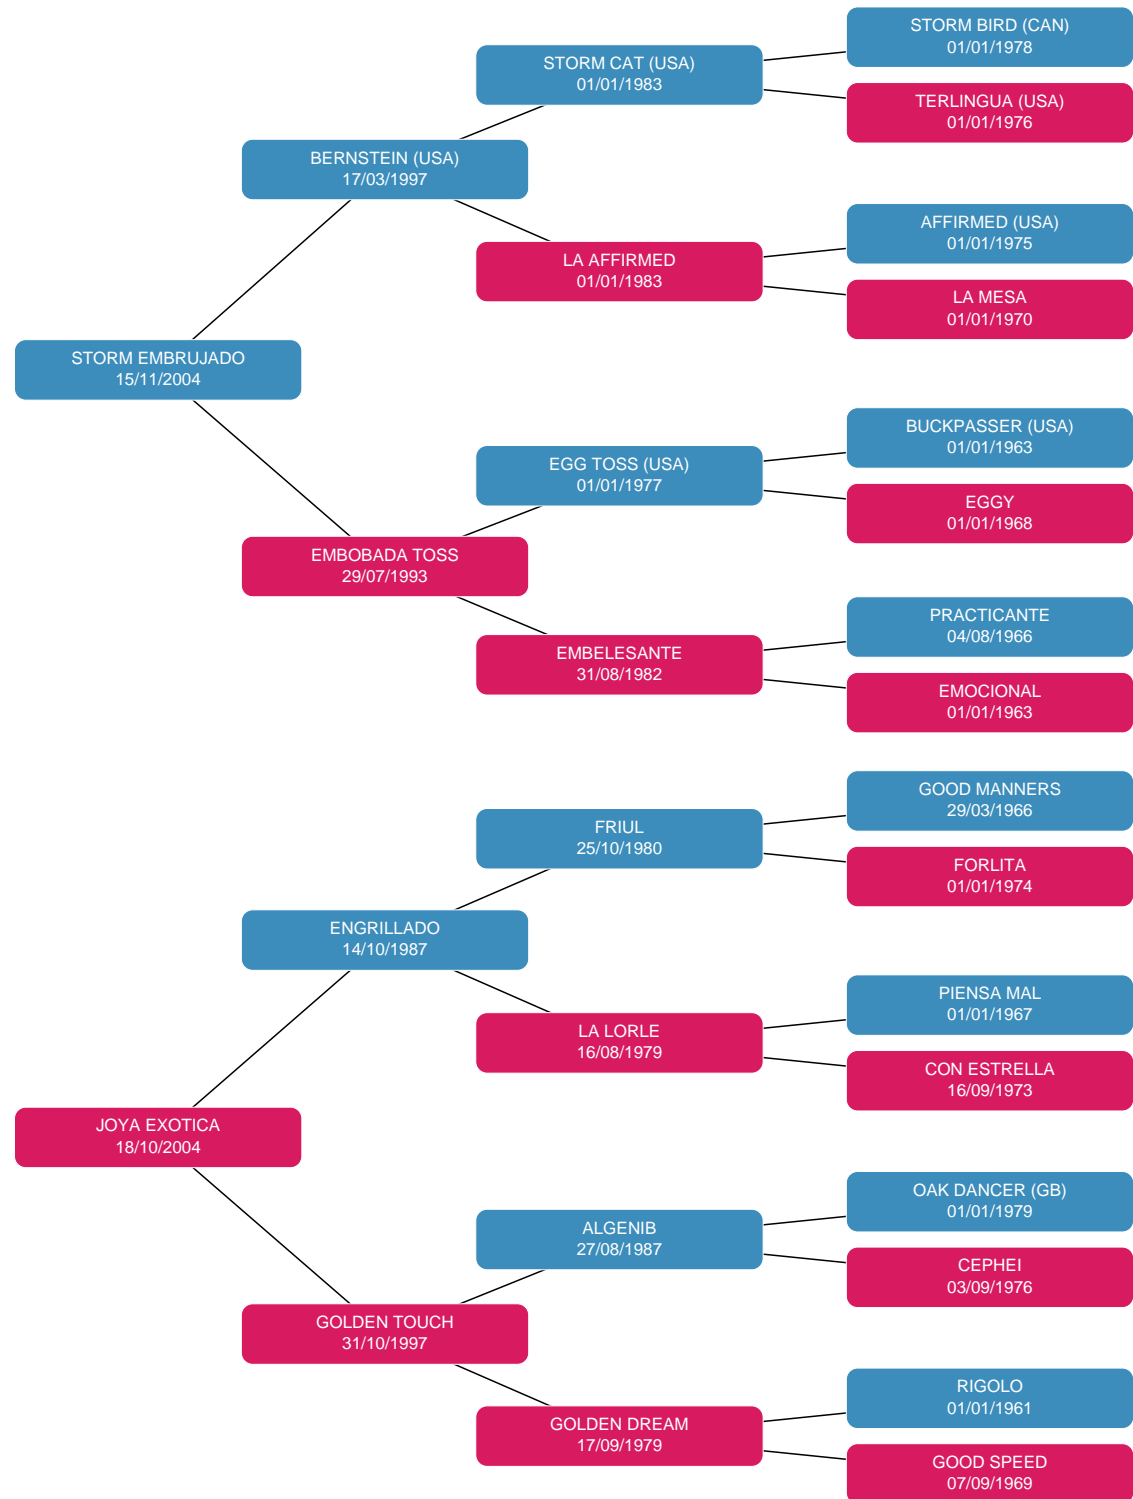 STORM BIRD (CAN)
01/01/1978
STORM CAT (USA)
01/01/1983
TERLINGUA (USA)
01/01/1976
BERNSTEIN (USA)
17/03/1997
AFFIRMED (USA)
01/01/1975
LA AFFIRMED
01/01/1983
LA MESA
01/01/1970
STORM EMBRUJADO
15/11/2004
BUCKPASSER (USA)
01/01/1963
EGG TOSS (USA)
01/01/1977
EGGY
01/01/1968
EMBOBADA TOSS
29/07/1993
PRACTICANTE
04/08/1966
EMBELESANTE
31/08/1982
EMOCIONAL
01/01/1963
GOOD MANNERS
29/03/1966
FRIUL
25/10/1980
FORLITA
01/01/1974
ENGRILLADO
14/10/1987
PIENSA MAL
01/01/1967
LA LORLE
16/08/1979
CON ESTRELLA
16/09/1973
JOYA EXOTICA
18/10/2004
OAK DANCER (GB)
01/01/1979
ALGENIB
27/08/1987
CEPHEI
03/09/1976
GOLDEN TOUCH
31/10/1997
RIGOLO
01/01/1961
GOLDEN DREAM
17/09/1979
GOOD SPEED
07/09/1969